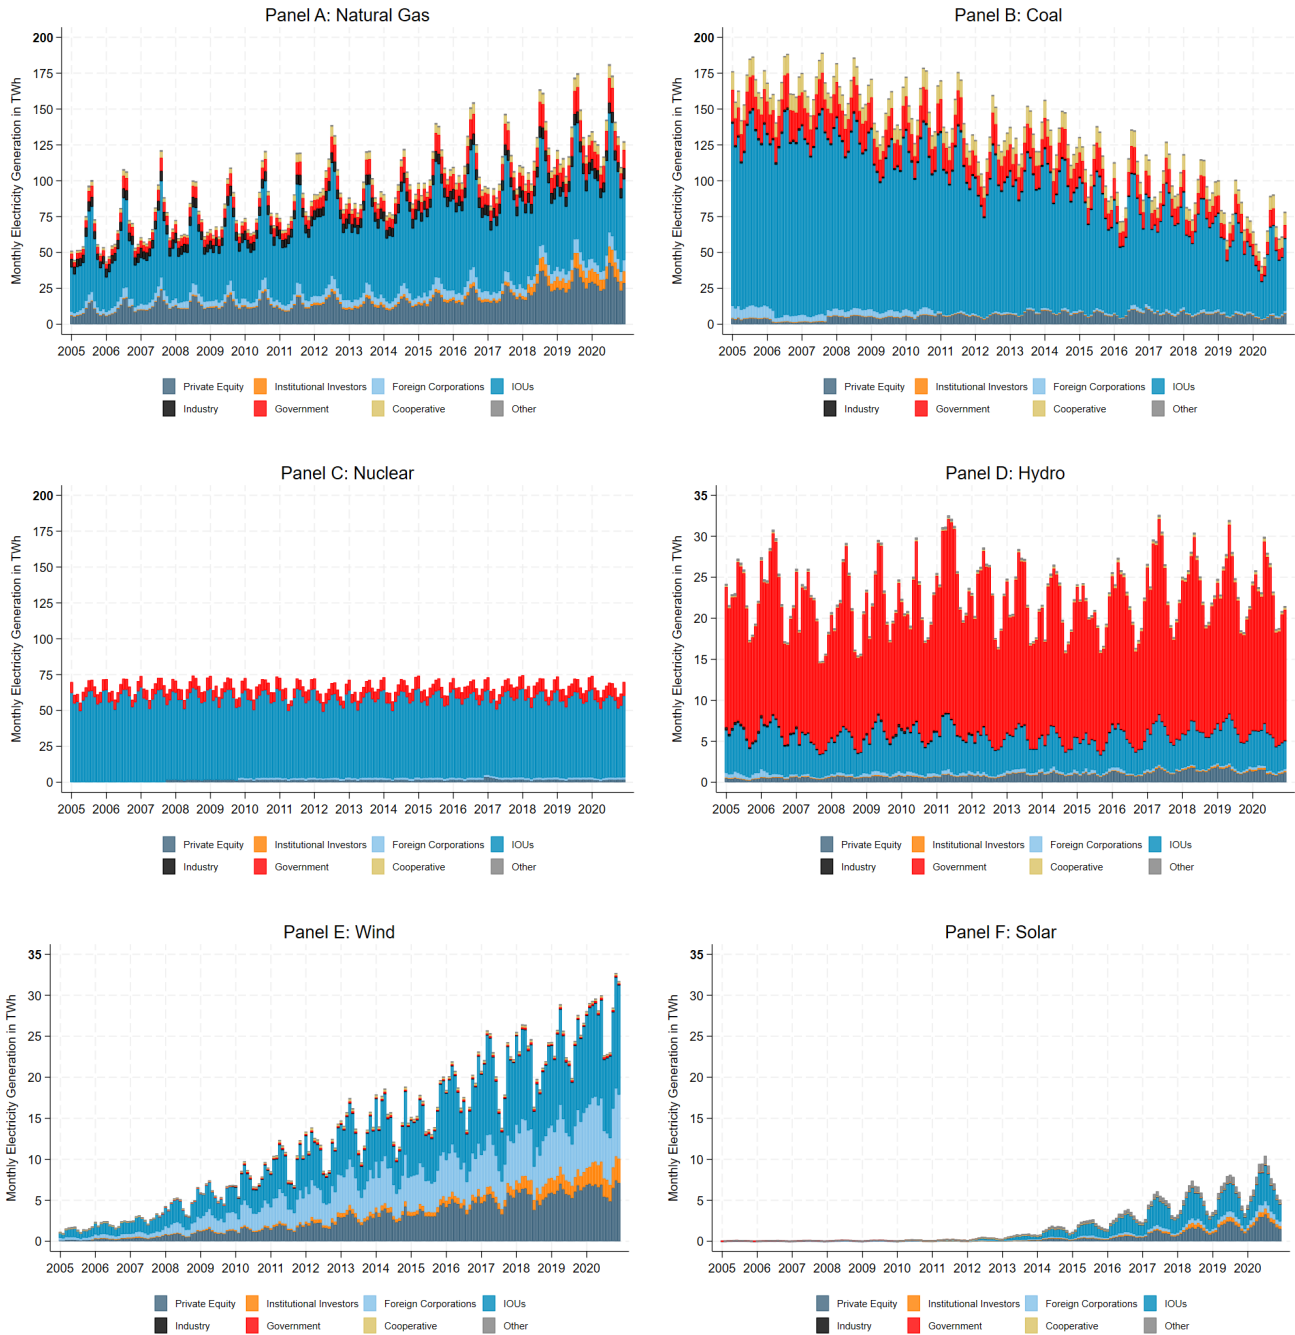 Panel A: Natural Gas
Monthly Electricity Generation in TWh
200
175
150
125
100
75
50
25
0
2005 2006 2007 2008 2009 2010 2011 2012 2013 2014 2015 2016 2017 2018 2019 2020
Private Equity Institutional Investors Foreign Corporations IOUs
Industry Government Cooperative Other
Panel B: Coal
Monthly Electricity Generation in TWh
200
175
150
125
100
75
50
25
0
2005 2006 2007 2008 2009 2010 2011 2012 2013 2014 2015 2016 2017 2018 2019 2020
Private Equity Institutional Investors Foreign Corporations IOUs
Industry Government Cooperative Other
Panel C: Nuclear
Monthly Electricity Generation in TWh
200
175
150
125
100
75
50
25
0
2005 2006 2007 2008 2009 2010 2011 2012 2013 2014 2015 2016 2017 2018 2019 2020
Private Equity Institutional Investors Foreign Corporations IOUs
Industry Government Cooperative Other
Panel D: Hydro
Monthly Electricity Generation in TWh
35
30
25
20
15
10
5
0
2005 2006 2007 2008 2009 2010 2011 2012 2013 2014 2015 2016 2017 2018 2019 2020
Private Equity Institutional Investors Foreign Corporations IOUs
Industry Government Cooperative Other
Panel E: Wind
Monthly Electricity Generation in TWh
35
30
25
20
15
10
5
0
2005 2006 2007 2008 2009 2010 2011 2012 2013 2014 2015 2016 2017 2018 2019 2020
Private Equity Institutional Investors Foreign Corporations IOUs
Industry Government Cooperative Other
Panel F: Solar
Monthly Electricity Generation in TWh
35
30
25
20
15
10
5
0
2005 2006 2007 2008 2009 2010 2011 2012 2013 2014 2015 2016 2017 2018 2019 2020
Private Equity Institutional Investors Foreign Corporations IOUs
Industry Government Cooperative Other